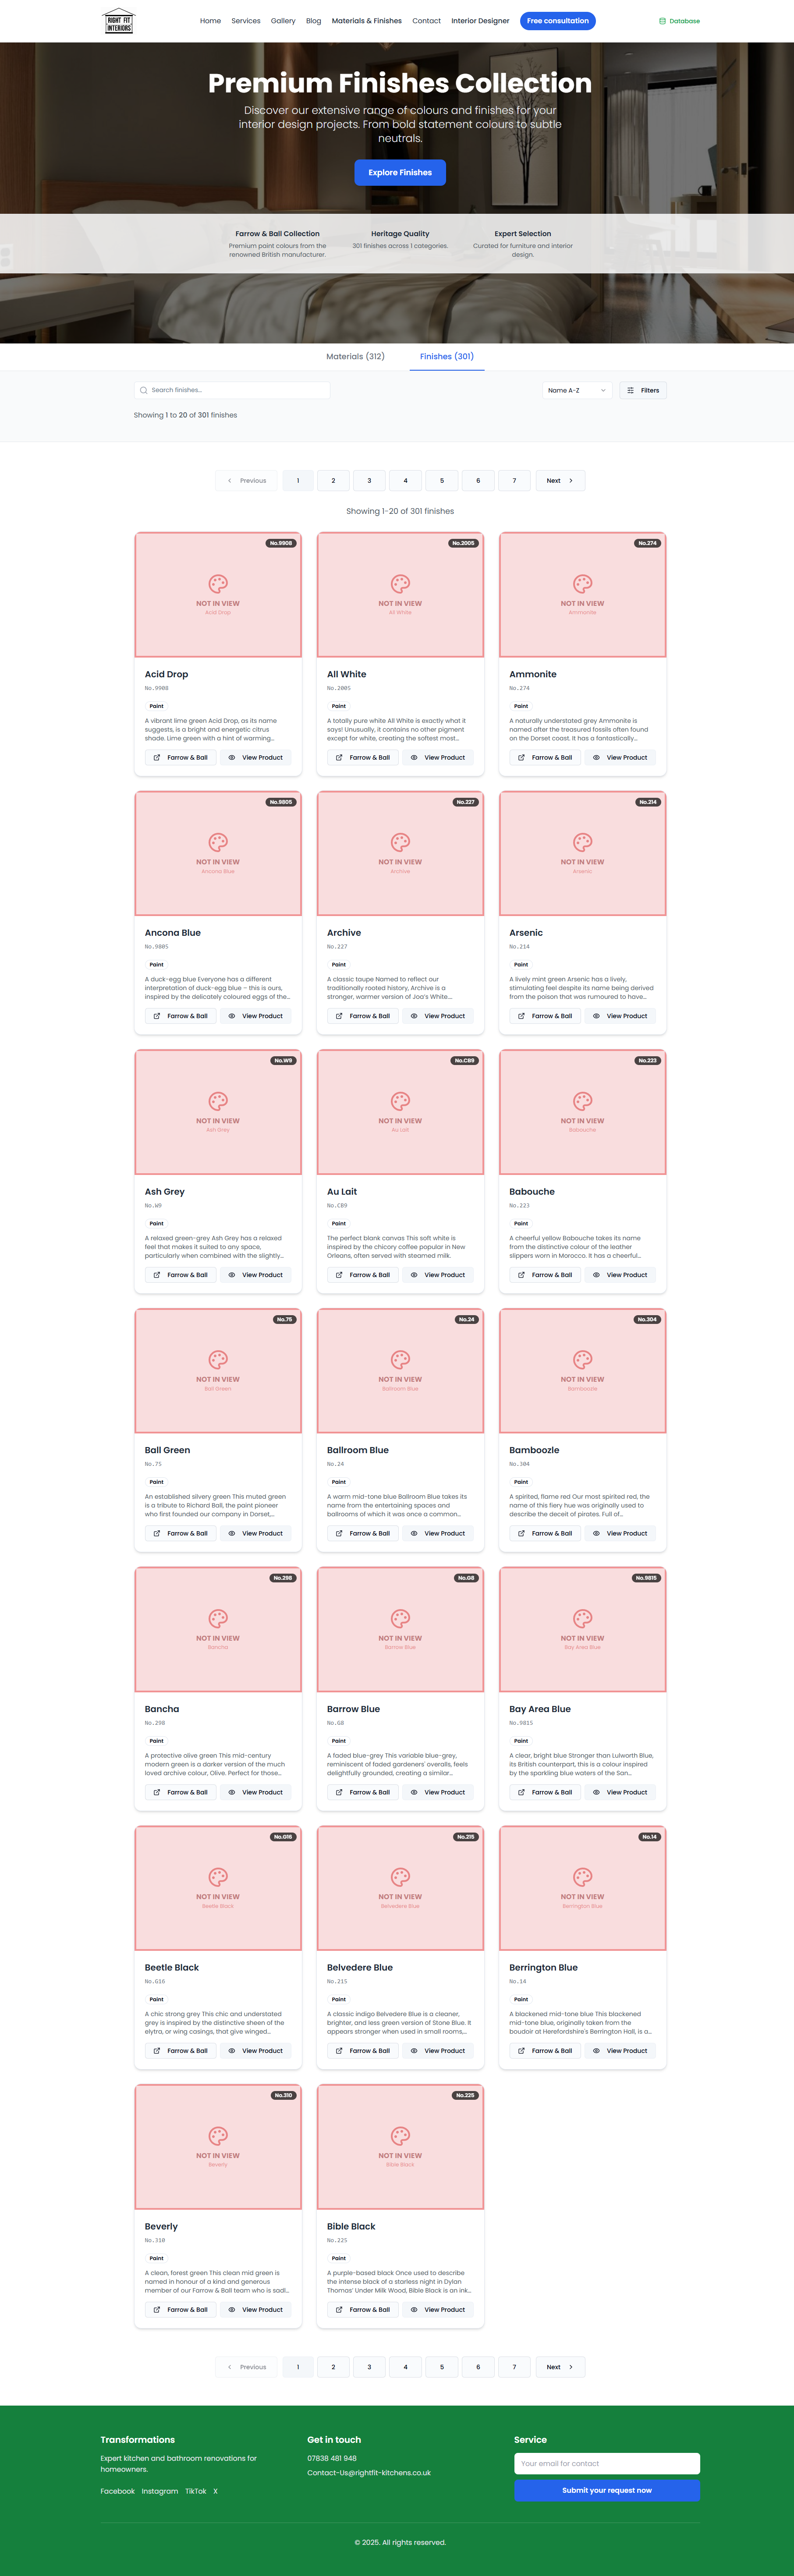 RIGHT FIT
INTERIORS
Home Services Gallery Blog Materials & Finishes Contact Interior Designer Free consultation Database
Premium Finishes Collection
Discover our extensive range of colours and finishes for your
interior design projects. From bold statement colours to subtle
neutrals.
Explore Finishes
Farrow & Ball Collection Heritage Quality Expert Selection
Premium paint colours from the 301 finishes across 1 categories. Curated for furniture and interior
renowned British manufacturer. design.
Materials (312) Finishes (301)
Search finishes... Name A-Z Filters
Showing 1 to 20 of 301 finishes
Previous 1 2 3 4 5 6 7 Next
Showing 1-20 of 301 finishes
No.9908
NOT IN VIEW
Acid Drop
Acid Drop
No.9908
Paint
A vibrant lime green Acid Drop, as its name
suggests, is a bright and energetic citrus
shade. Lime green with a hint of warming...
Farrow & Ball View Product
No.2005
NOT IN VIEW
All White
All White
No.2005
Paint
A totally pure white All White is exactly what it
says! Unusually, it contains no other pigment
except for white, creating the softest most...
Farrow & Ball View Product
No.274
NOT IN VIEW
Ammonite
Ammonite
No.274
Paint
A naturally understated grey Ammonite is
named after the treasured fossils often found
on the Dorset coast. It has a fantastically...
Farrow & Ball View Product
No.9805
NOT IN VIEW
Ancona Blue
Ancona Blue
No.9805
Paint
A duck-egg blue Everyone has a different
interpretation of duck-egg blue – this is ours,
inspired by the delicately coloured eggs of the...
Farrow & Ball View Product
No.227
NOT IN VIEW
Archive
Archive
No.227
Paint
A classic taupe Named to reflect our
traditionally rooted history, Archive is a
stronger, warmer version of Joa's White....
Farrow & Ball View Product
No.214
NOT IN VIEW
Arsenic
Arsenic
No.214
Paint
A lively mint green Arsenic has a lively,
stimulating feel despite its name being derived
from the poison that was rumoured to have...
Farrow & Ball View Product
No.W9
NOT IN VIEW
Ash Grey
Ash Grey
No.W9
Paint
A relaxed green-grey Ash Grey has a relaxed
feel that makes it suited to any space,
particularly when combined with the slightly...
Farrow & Ball View Product
No.CB9
NOT IN VIEW
Au Lait
Au Lait
No.CB9
Paint
The perfect blank canvas This soft white is
inspired by the chicory coffee popular in New
Orleans, often served with steamed milk.
Farrow & Ball View Product
No.223
NOT IN VIEW
Babouche
Babouche
No.223
Paint
A cheerful yellow Babouche takes its name
from the distinctive colour of the leather
slippers worn in Morocco. It has a cheerful...
Farrow & Ball View Product
No.75
NOT IN VIEW
Ball Green
Ball Green
No.75
Paint
An established silvery green This muted green
is a tribute to Richard Ball, the paint pioneer
who first founded our company in Dorset,...
Farrow & Ball View Product
No.24
NOT IN VIEW
Ballroom Blue
Ballroom Blue
No.24
Paint
A warm mid-tone blue Ballroom Blue takes its
name from the entertaining spaces and
ballrooms of which it was once a common...
Farrow & Ball View Product
No.304
NOT IN VIEW
Bamboozle
Bamboozle
No.304
Paint
A spirited, flame red Our most spirited red, the
name of this fiery hue was originally used to
describe the deceit of pirates. Full of...
Farrow & Ball View Product
No.298
NOT IN VIEW
Bancha
Bancha
No.298
Paint
A protective olive green This mid-century
modern green is a darker version of the much
loved archive colour, Olive. Perfect for those...
Farrow & Ball View Product
No.G8
NOT IN VIEW
Barrow Blue
Barrow Blue
No.G8
Paint
A faded blue-grey This variable blue-grey,
reminiscent of faded gardeners' overalls, feels
delightfully grounded, creating a similar...
Farrow & Ball View Product
No.9815
NOT IN VIEW
Bay Area Blue
Bay Area Blue
No.9815
Paint
A clear, bright blue Stronger than Lulworth Blue,
its British counterpart, this is a colour inspired
by the sparkling blue waters of the San...
Farrow & Ball View Product
No.G16
NOT IN VIEW
Beetle Black
Beetle Black
No.G16
Paint
A chic strong grey This chic and understated
grey is inspired by the distinctive sheen of the
elytra, or wing casings, that give winged...
Farrow & Ball View Product
No.215
NOT IN VIEW
Belvedere Blue
Belvedere Blue
No.215
Paint
A classic indigo Belvedere Blue is a cleaner,
brighter, and less green version of Stone Blue. It
appears stronger when used in small rooms,...
Farrow & Ball View Product
No.14
NOT IN VIEW
Berrington Blue
Berrington Blue
No.14
Paint
A blackened mid-tone blue This blackened
mid-tone blue, originally taken from the
boudoir at Herefordshire's Berrington Hall, is a...
Farrow & Ball View Product
No.310
NOT IN VIEW
Beverly
Beverly
No.310
Paint
A clean, forest green This clean mid green is
named in honour of a kind and generous
member of our Farrow & Ball team who is sadl...
Farrow & Ball View Product
No.225
NOT IN VIEW
Bible Black
Bible Black
No.225
Paint
A purple-based black Once used to describe
the intense black of a starless night in Dylan
Thomas' Under Milk Wood, Bible Black is an ink...
Farrow & Ball View Product
Previous 1 2 3 4 5 6 7 Next
Transformations
Expert kitchen and bathroom renovations for
homeowners.
Facebook Instagram TikTok X
Get in touch
07838 481 948
Contact-Us@rightfit-kitchens.co.uk
Service
Your email for contact
Submit your request now
© 2025. All rights reserved.